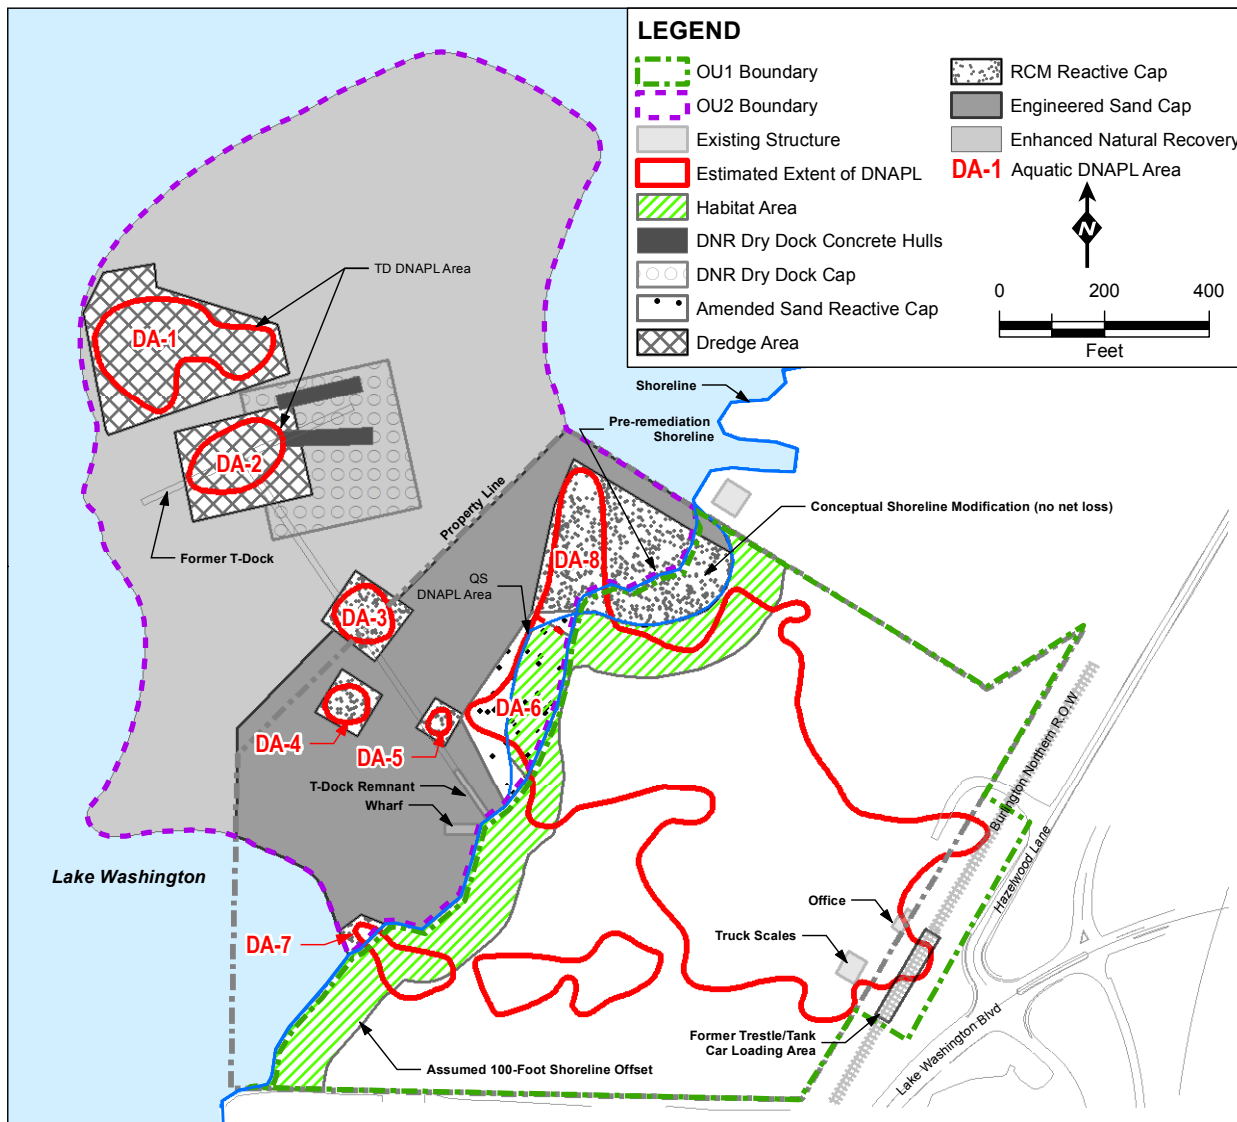 LEGEND
OU1 Boundary
OU2 Boundary
Existing Structure
Estimated Extent of DNAPL
Habitat Area
DNR Dry Dock Concrete Hulls
DNR Dry Dock Cap
Amended Sand Reactive Cap
Dredge Area
RCM Reactive Cap
Engineered Sand Cap
Enhanced Natural Recovery
DA-1 Aquatic DNAPL Area
N
0 200 400
Feet
TD DNAPL Area
DA-1
DA-2
Former T-Dock
Property Line
Shoreline
Pre-remediation
Shoreline
Conceptual Shoreline Modification (no net loss)
QS
DNAPL Area
DA-8
DA-3
DA-4
DA-5
DA-6
T-Dock Remnant
Wharf
Lake Washington
DA-7
Assumed 100-Foot Shoreline Offset
Office
Truck Scales
Former Trestle/Tank
Car Loading Area
Burlington Northern R.O.W
Hazelwood Lane
Lake Washington Blvd